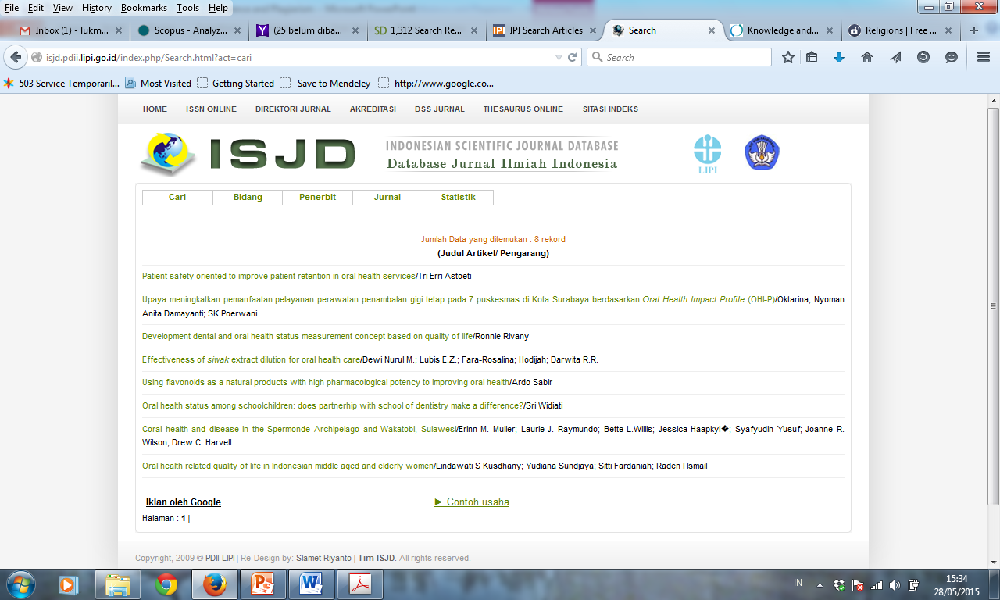 File Edit View History Bookmarks Tools Help
Inbox (1) - lukm...
Scopus - Analyz...
(25 belum diba...
SD 1,312 Search Re...
IPI IPI Search Articles
Search
Knowledge and...
Religions | Free ...
isjd.pdii.lipi.go.id/index.php/Search.html?act=cari
Search
503 Service Temporaril... Most Visited Getting Started Save to Mendeley http://www.google.co...
HOME ISSN ONLINE DIREKTORI JURNAL AKREDITASI DSS JURNAL THESAURUS ONLINE SITASI INDEKS
ISJD
INDONESIAN SCIENTIFIC JOURNAL DATABASE
Database Jurnal Ilmiah Indonesia
LIPI
Cari Bidang Penerbit Jurnal Statistik
Jumlah Data yang ditemukan : 8 rekord
(Judul Artikel/ Pengarang)
Patient safety oriented to improve patient retention in oral health services/Tri Erri Astoeti
Upaya meningkatkan pemanfaatan pelayanan perawatan penambalan gigi tetap pada 7 puskesmas di Kota Surabaya berdasarkan Oral Health Impact Profile (OHI-P)/Oktarina; Nyoman
Anita Damayanti; SK.Poerwani
Development dental and oral health status measurement concept based on quality of life/Ronnie Rivany
Effectiveness of siwak extract dilution for oral health care/Dewi Nurul M.; Lubis E.Z.; Fara-Rosalina; Hodijah; Darwita R.R.
Using flavonoids as a natural products with high pharmacological potency to improving oral health/Ardo Sabir
Oral health status among schoolchildren: does partnerhip with school of dentistry make a difference?/Sri Widiati
Coral health and disease in the Spermonde Archipelago and Wakatobi, Sulawesi/Erinn M. Muller; Laurie J. Raymundo; Bette L.Willis; Jessica Haapkyl�; Syafyudin Yusuf; Joanne R.
Wilson; Drew C. Harvell
Oral health related quality of life in Indonesian middle aged and elderly women/Lindawati S Kusdhany; Yudiana Sundjaya; Sitti Fardaniah; Raden I Ismail
Iklan oleh Google
► Contoh usaha
Halaman : 1 |
Copyright, 2009 © PDII-LIPI | Re-Design by: Slamet Riyanto | Tim ISJD. All rights reserved.
IN
15:34
28/05/2015